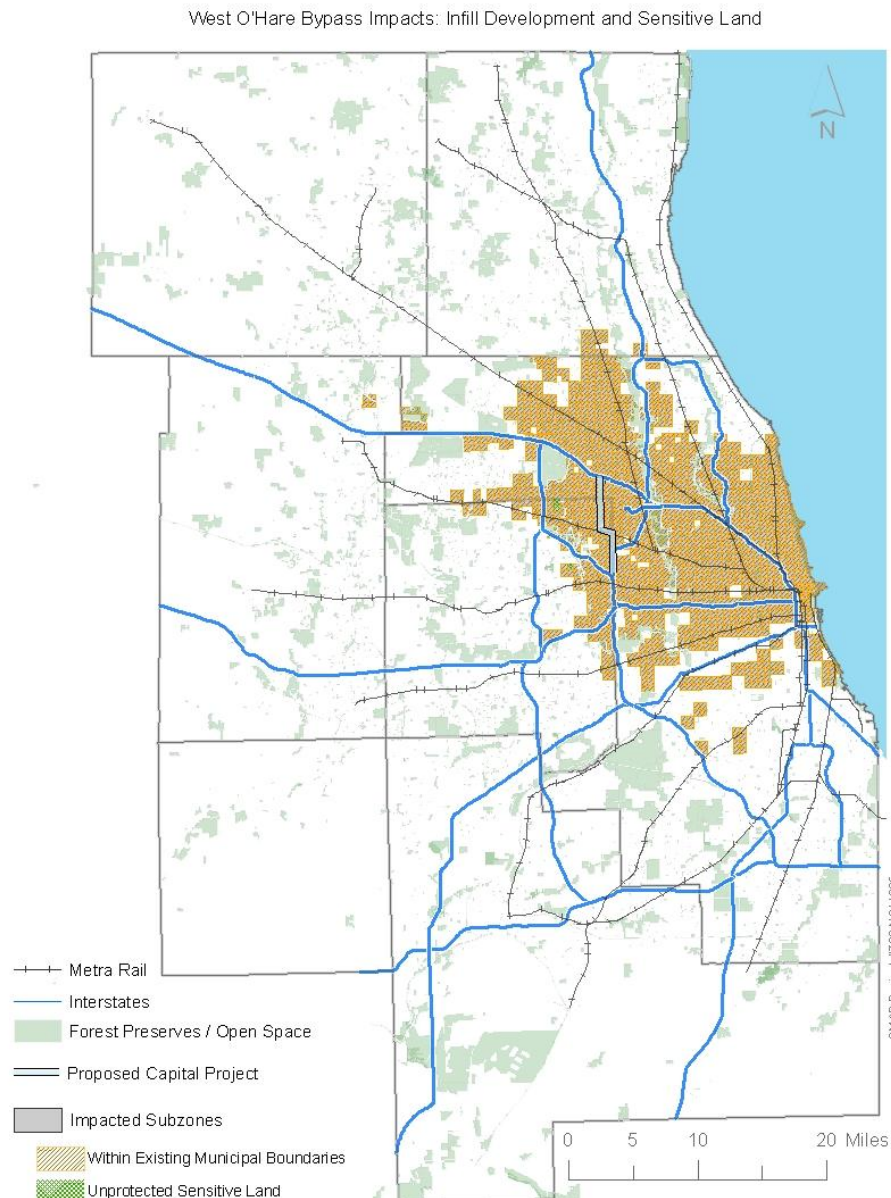 West O'Hare Bypass Impacts: Infill Development and Sensitive Land
N
Metra Rail
Interstates
Forest Preserves / Open Space
Proposed Capital Project
Impacted Subzones
Within Existing Municipal Boundaries
Unprotected Sensitive Land
0 5 10 20 Miles